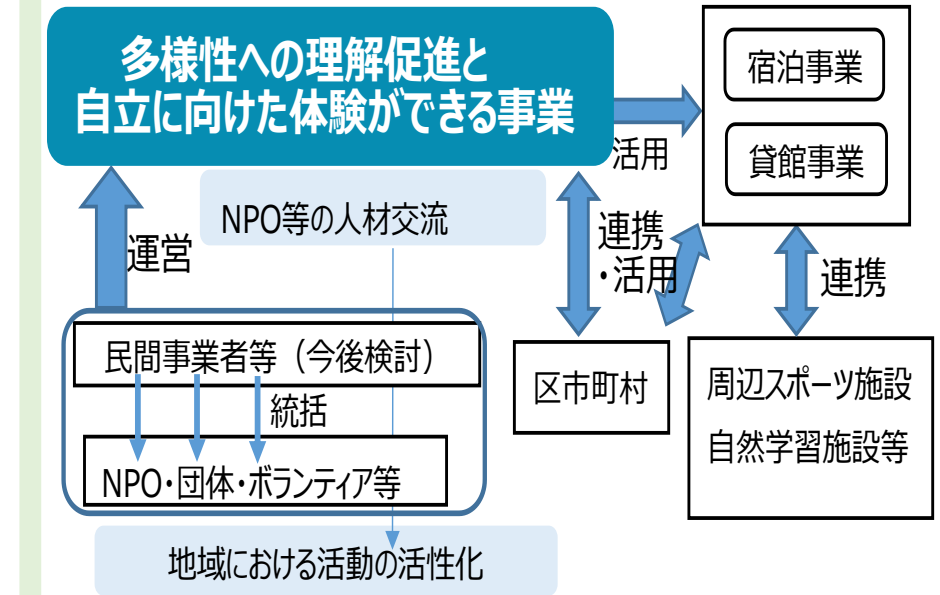 多様性への理解促進と
自立に向けた体験ができる事業
宿泊事業
貸館事業
活用
NPO等の人材交流
運営
連携
・活用
連携
民間事業者等（今後検討）
統括
NPO・団体・ボランティア等
区市町村
周辺スポーツ施設
自然学習施設等
地域における活動の活性化